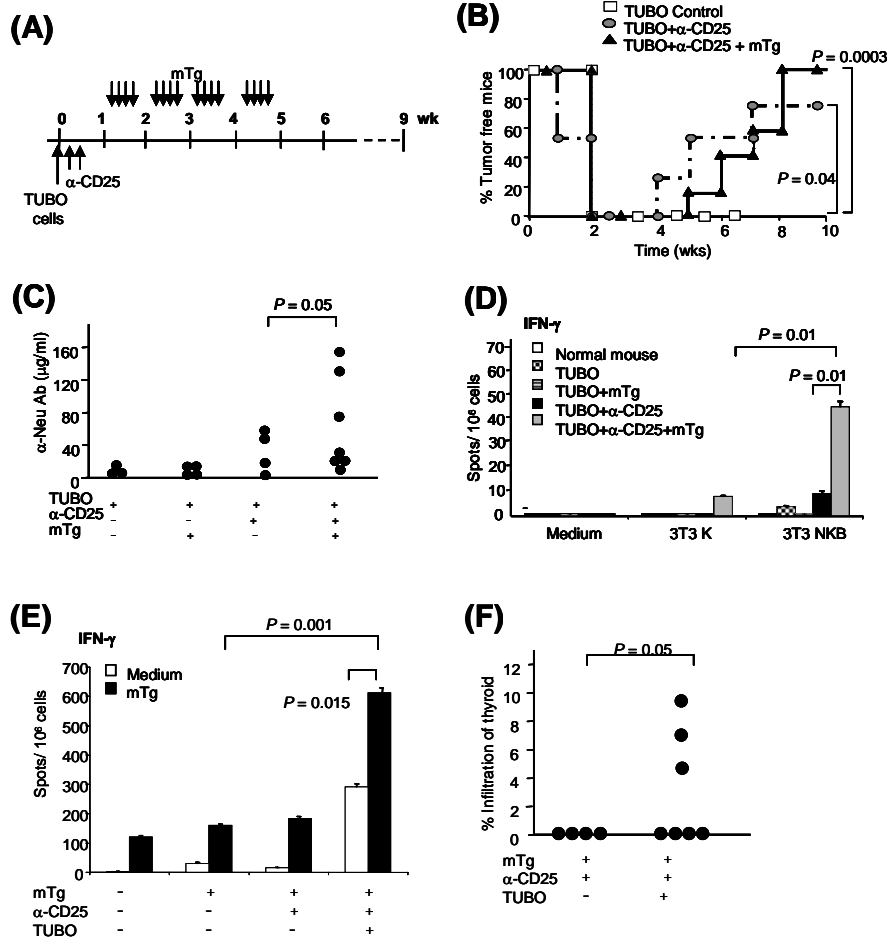 (A)
mTg
0 1 2 3 4 5 6 9 wk
α-CD25
TUBO
cells
(B)
TUBO Control
TUBO+α-CD25
TUBO+α-CD25 + mTg
P = 0.0003
P = 0.04
% Tumor free mice
100
80
60
40
20
0
0 2 4 6 8 10
Time (wks)
(C)
P = 0.05
α-Neu Ab (µg/ml)
160
120
80
40
0
TUBO + + + +
α-CD25 - - + +
mTg - + - +
(D)
IFN-γ
Normal mouse
TUBO
TUBO+mTg
TUBO+α-CD25
TUBO+α-CD25+mTg
P = 0.01
P = 0.01
Spots/ 10⁶ cells
70
60
50
40
30
20
10
0
Medium 3T3 K 3T3 NKB
(E)
IFN-γ
Medium
mTg
P = 0.001
P = 0.015
Spots/ 10⁶ cells
700
600
500
400
300
200
100
0
mTg - + + +
α-CD25 - - + +
TUBO - - - +
(F)
P = 0.05
% Infiltration of thyroid
12
10
8
6
4
2
0
mTg + +
α-CD25 + +
TUBO - +